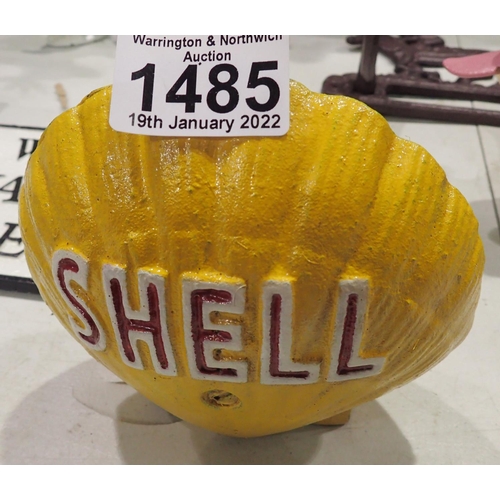 Warrington & Northwich
Auction
1485
19th January 2022
SHELL